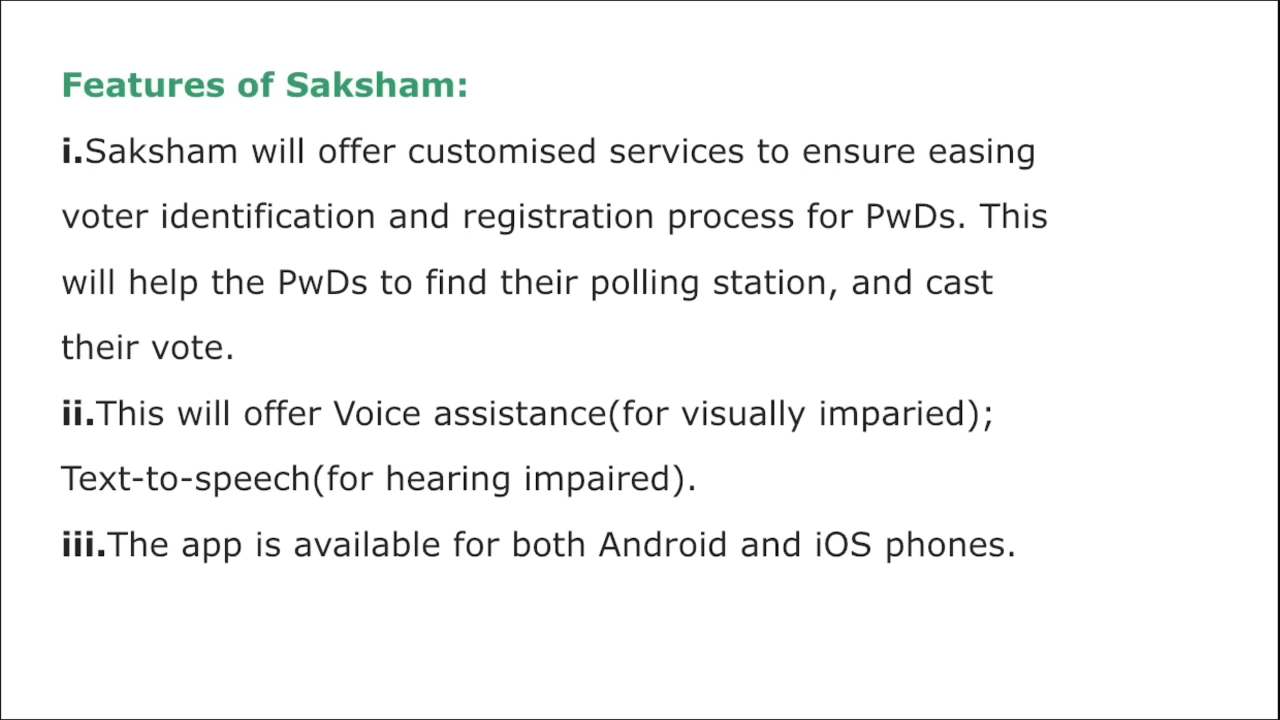 Features of Saksham:
i.Saksham will offer customised services to ensure easing
voter identification and registration process for PwDs. This
will help the PwDs to find their polling station, and cast
their vote.
ii.This will offer Voice assistance(for visually imparied);
Text-to-speech(for hearing impaired).
iii.The app is available for both Android and iOS phones.